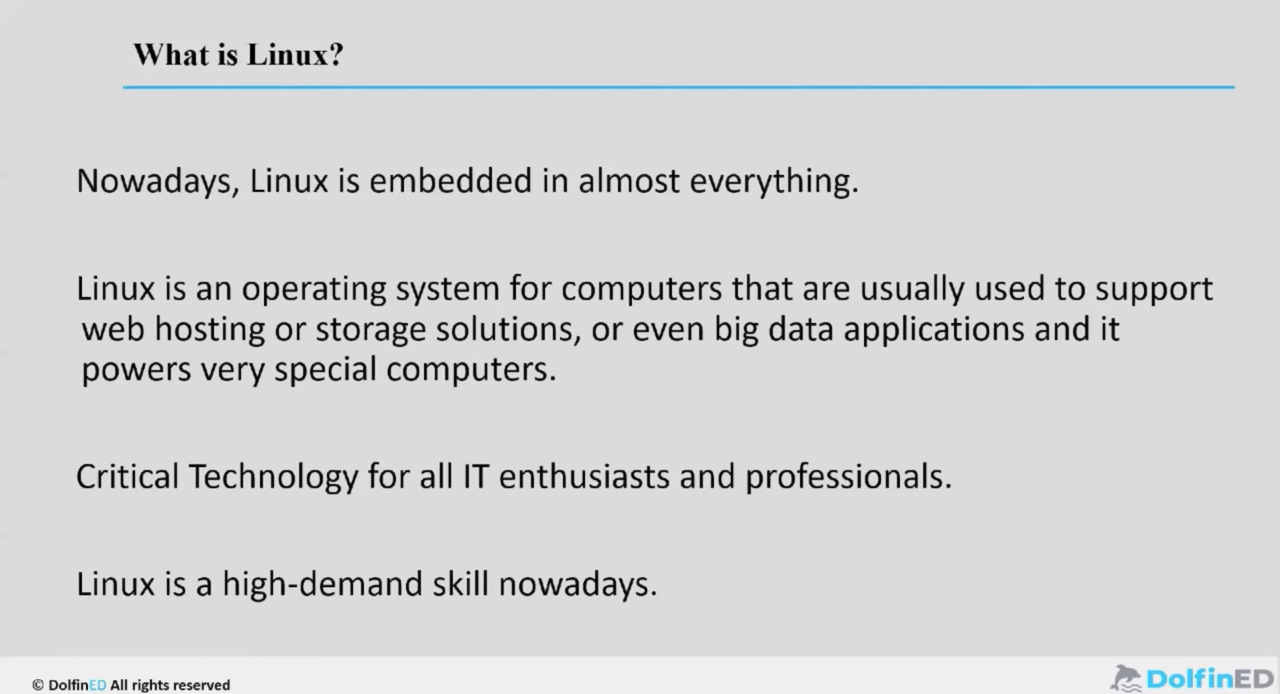 What is Linux?
Nowadays, Linux is embedded in almost everything.
Linux is an operating system for computers that are usually used to support
web hosting or storage solutions, or even big data applications and it
powers very special computers.
Critical Technology for all IT enthusiasts and professionals.
Linux is a high-demand skill nowadays.
© DolfinED All rights reserved
DolfinED